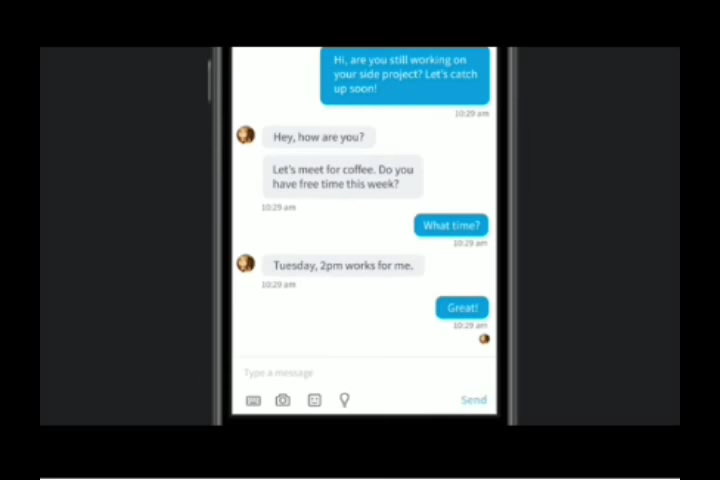 Hi, are you still working on
your side project? Let's catch
up soon!
10:29 am
Hey, how are you?
Let's meet for coffee. Do you
have free time this week?
10:29 am
What time?
10:29 am
Tuesday, 2pm works for me.
10:29 am
Great!
10:29 am
Type a message
Send